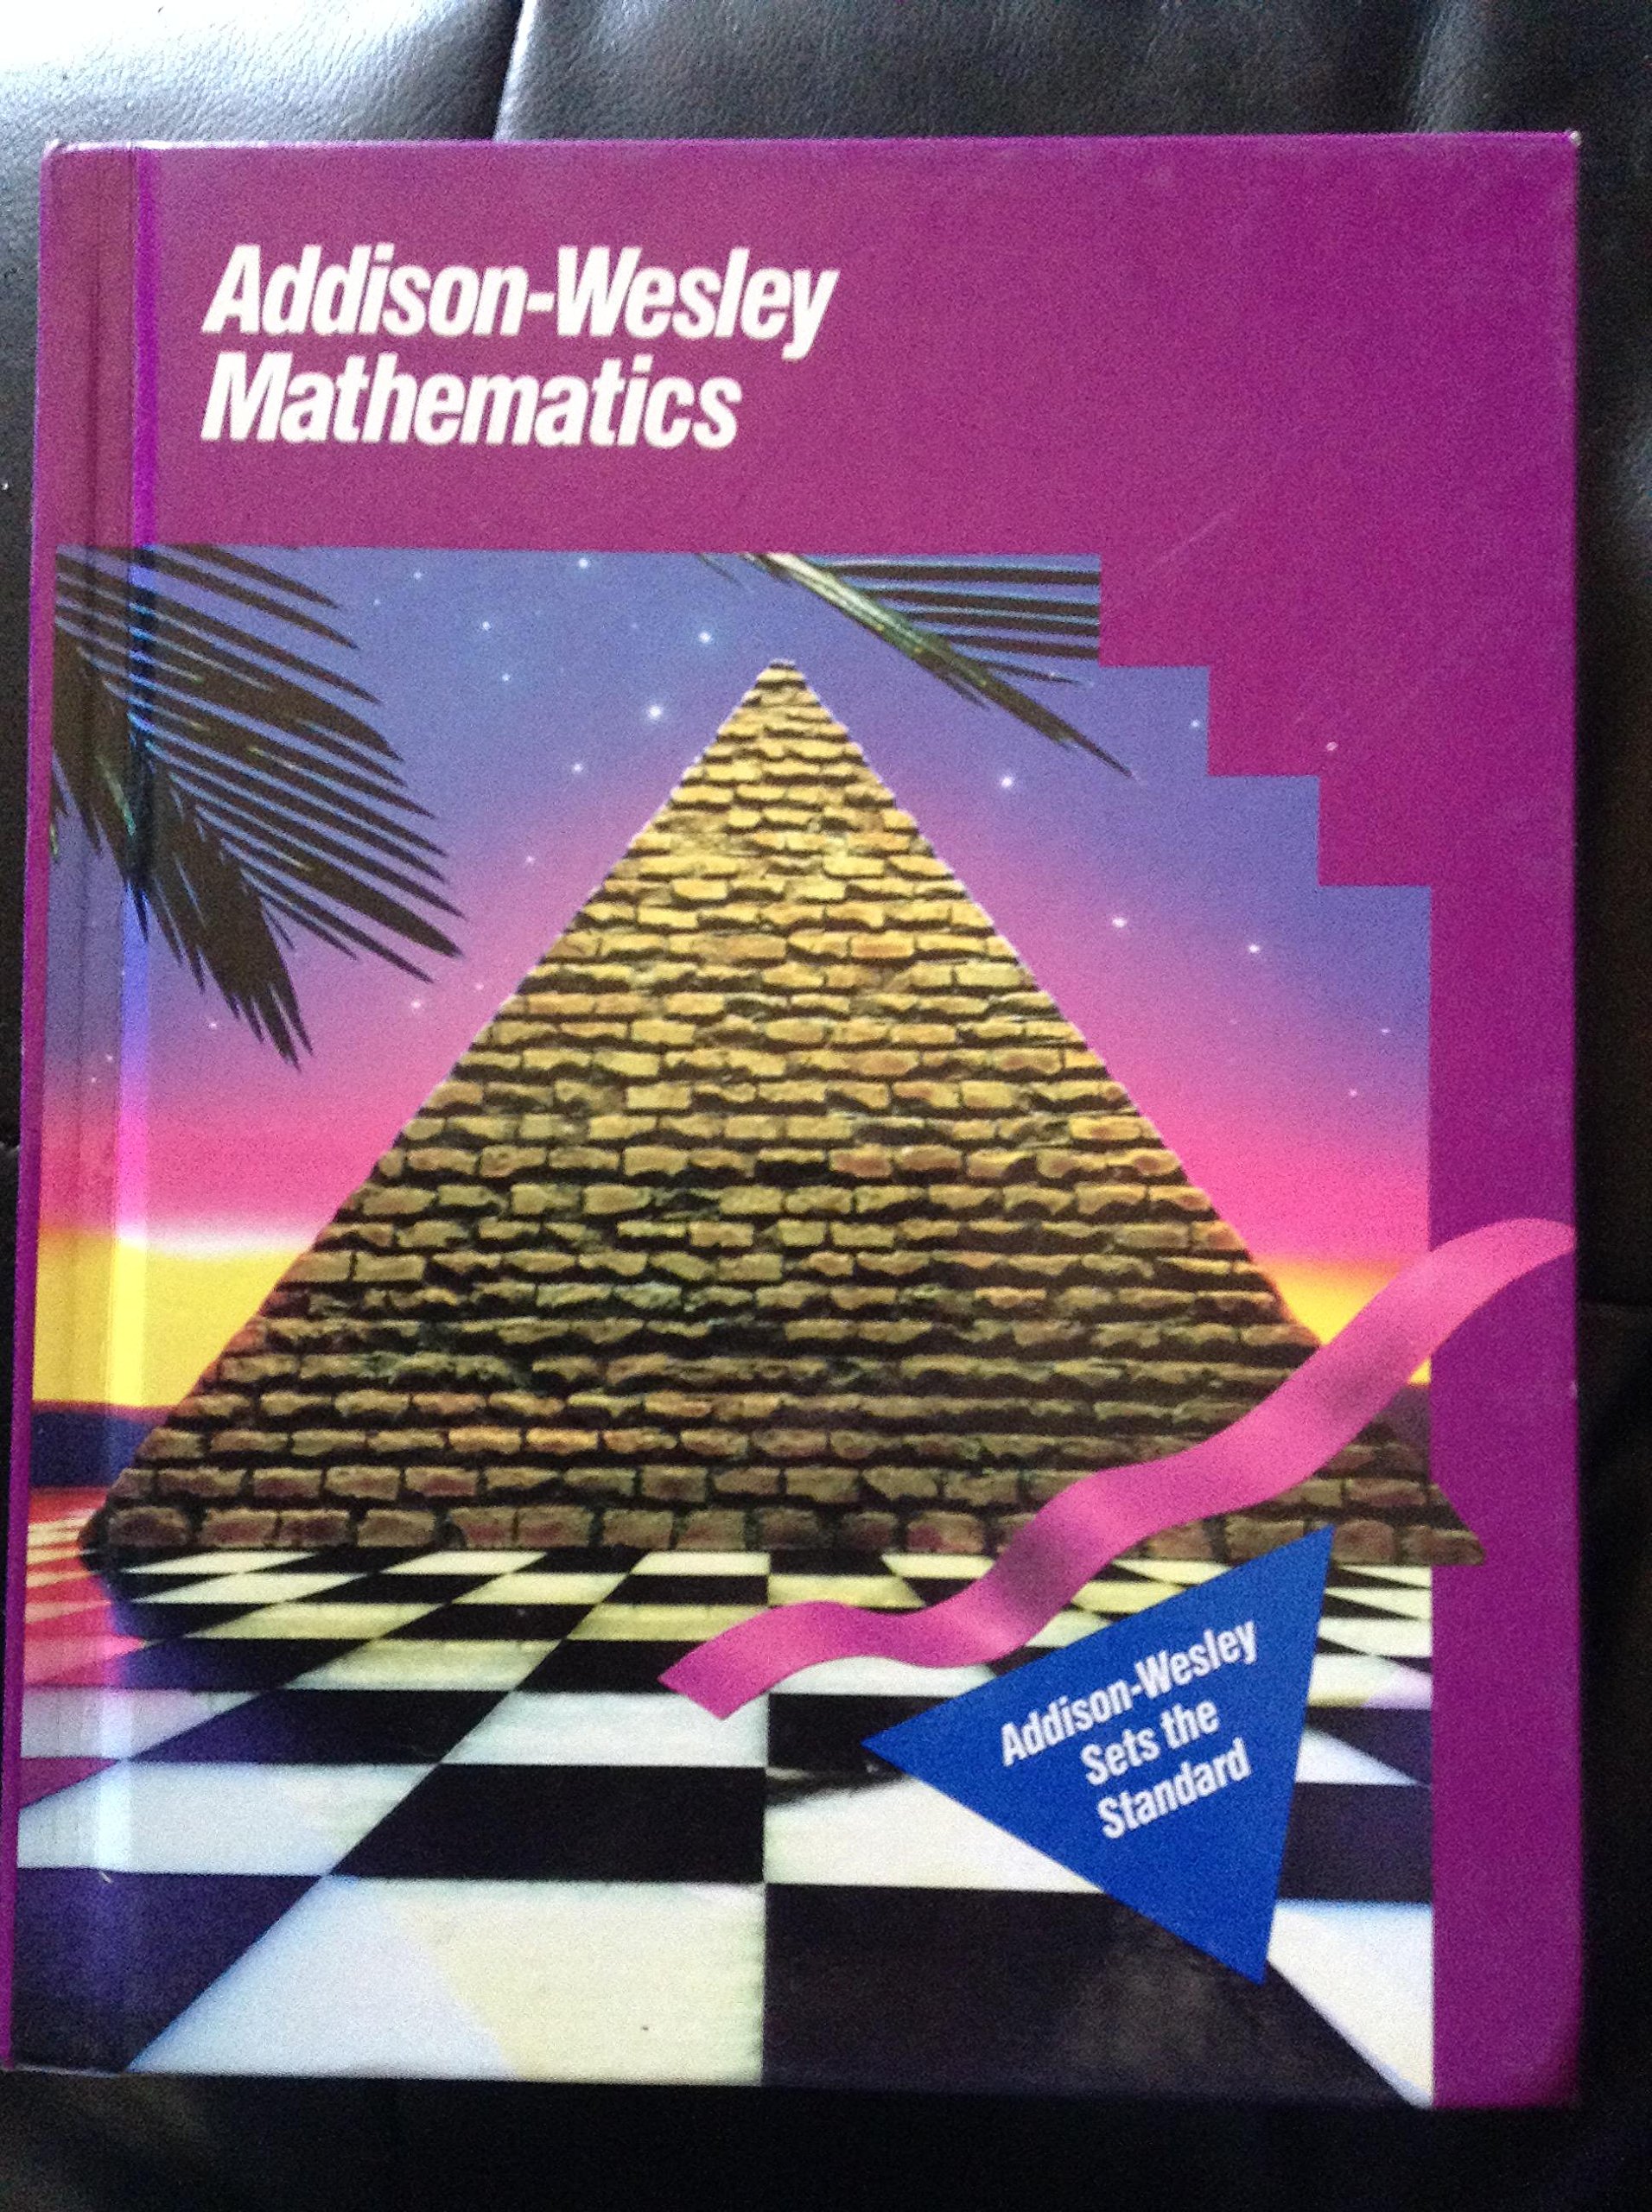 Addison-Wesley
Mathematics
Addison-Wesley
Sets the
Standard